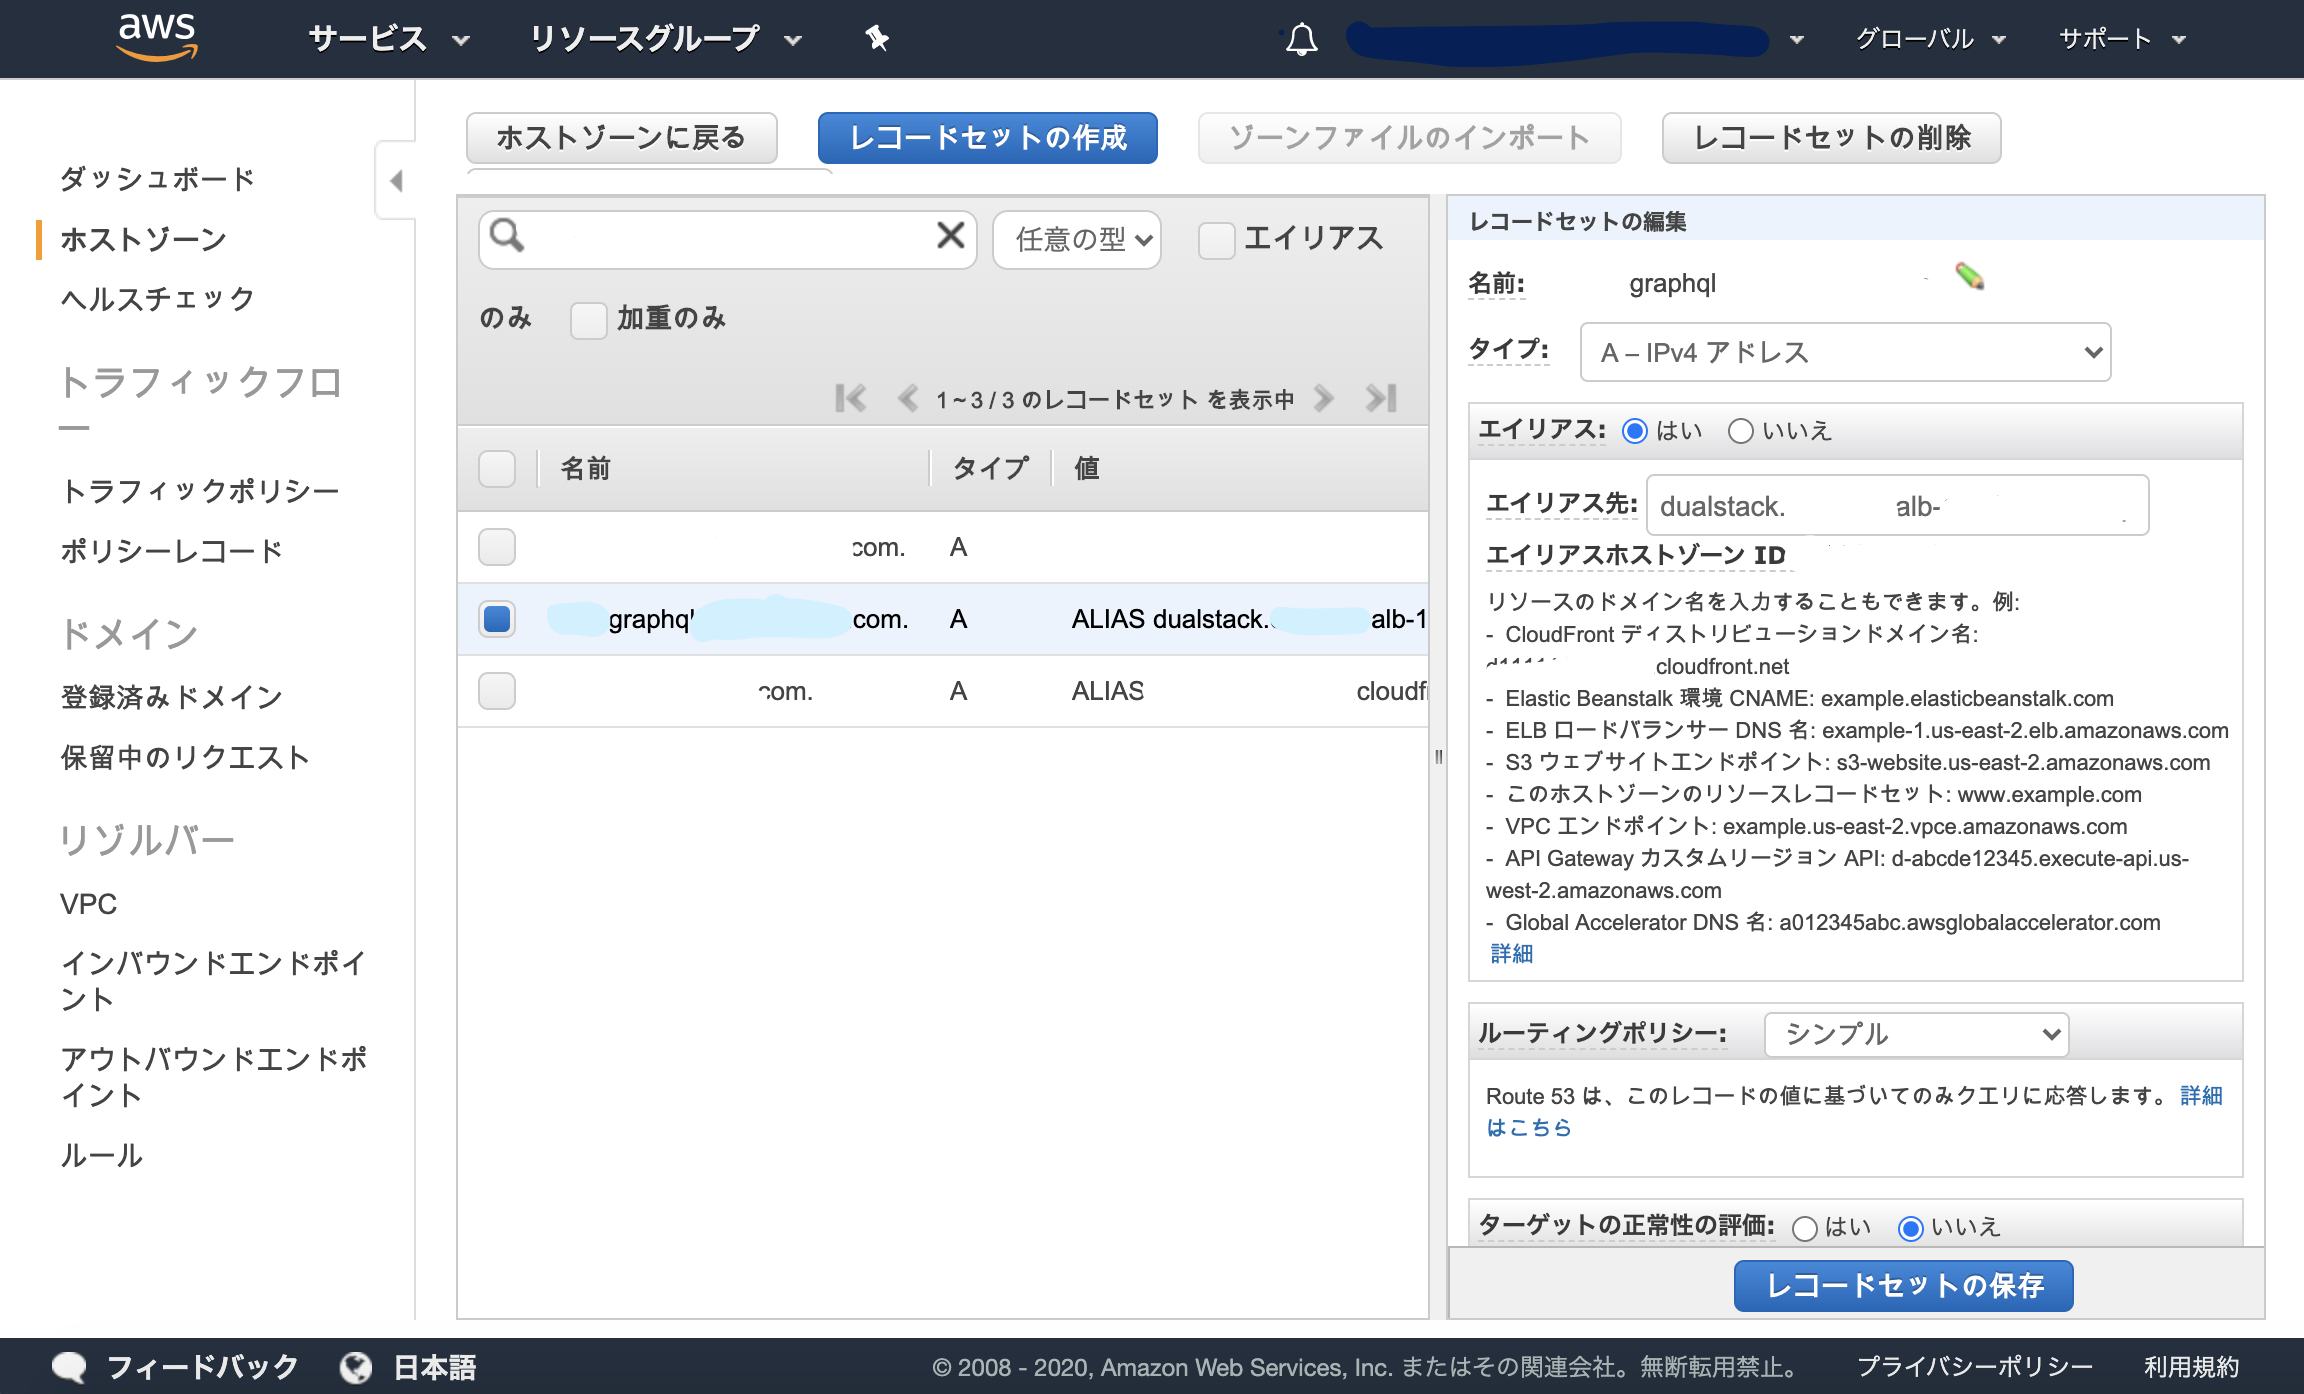 aws
サービス
リソースグループ
グローバル
サポート
ダッシュボード
ホストゾーン
ヘルスチェック
トラフィックフロ
ー
トラフィックポリシー
ポリシーレコード
ドメイン
登録済みドメイン
保留中のリクエスト
リゾルバー
VPC
インバウンドエンドポイ
ント
アウトバウンドエンドポ
イント
ルール
ホストゾーンに戻る
レコードセットの作成
ゾーンファイルのインポート
レコードセットの削除
任意の型
エイリアス
のみ
加重のみ
1 ~ 3 / 3 のレコードセット を表示中
名前 タイプ 値
com. A
graphql com. A ALIAS dualstack. alb-1
com. A ALIAS cloudf
レコードセットの編集
名前: graphql
タイプ: A – IPv4 アドレス
エイリアス: はい いいえ
エイリアス先: dualstack. alb-
エイリアスホストゾーン ID
リソースのドメイン名を入力することもできます。例:
- CloudFront ディストリビューションドメイン名:
cloudfront.net
- Elastic Beanstalk 環境 CNAME: example.elasticbeanstalk.com
- ELB ロードバランサー DNS 名: example-1.us-east-2.elb.amazonaws.com
- S3 ウェブサイトエンドポイント: s3-website.us-east-2.amazonaws.com
- このホストゾーンのリソースレコードセット: www.example.com
- VPC エンドポイント: example.us-east-2.vpce.amazonaws.com
- API Gateway カスタムリージョン API: d-abcde12345.execute-api.us-
west-2.amazonaws.com
- Global Accelerator DNS 名: a012345abc.awsglobalaccelerator.com
詳細
ルーティングポリシー: シンプル
Route 53 は、このレコードの値に基づいてのみクエリに応答します。 詳細
はこちら
ターゲットの正常性の評価: はい いいえ
レコードセットの保存
フィードバック
日本語
© 2008 - 2020, Amazon Web Services, Inc. またはその関連会社。無断転用禁止。
プライバシーポリシー
利用規約